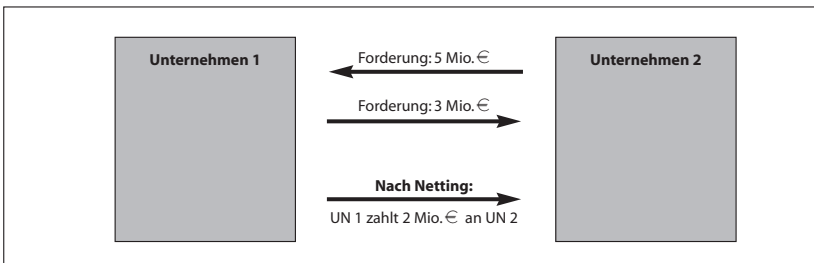 Unternehmen 1
Forderung: 5 Mio. €
Unternehmen 2
Forderung: 3 Mio. €
Nach Netting:
UN 1 zahlt 2 Mio. € an UN 2